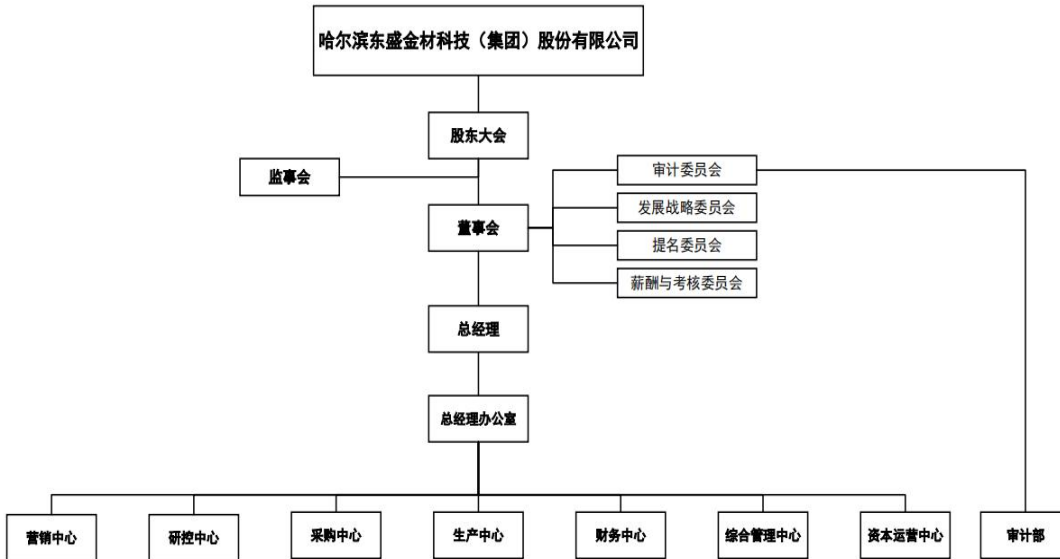 哈尔滨东盛金材科技（集团）股份有限公司
股东大会
监事会
审计委员会
发展战略委员会
董事会
提名委员会
薪酬与考核委员会
总经理
总经理办公室
营销中心
研控中心
采购中心
生产中心
财务中心
综合管理中心
资本运营中心
审计部